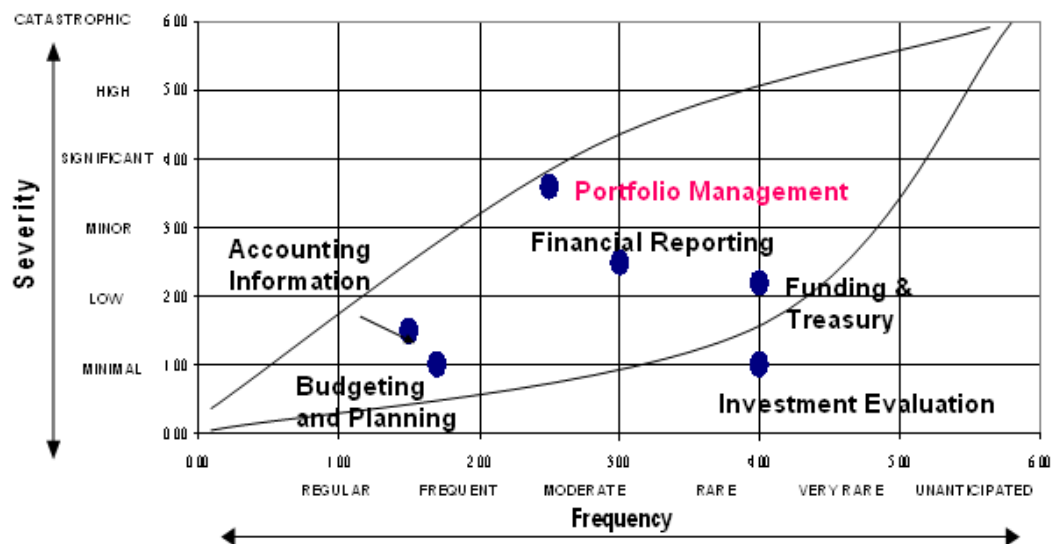 CATASTROPHIC 6.00
HIGH 5.00
SIGNIFICANT 4.00
Portfolio Management
MINOR 3.00
Financial Reporting
Accounting
Information
LOW 2.00
Funding &
Treasury
MINIMAL 1.00
Budgeting
and Planning
Investment Evaluation
0.00
Severity
0.00 1.00 2.00 3.00 4.00 5.00 6.00
REGULAR FREQUENT MODERATE RARE VERY RARE UNANTICIPATED
Frequency